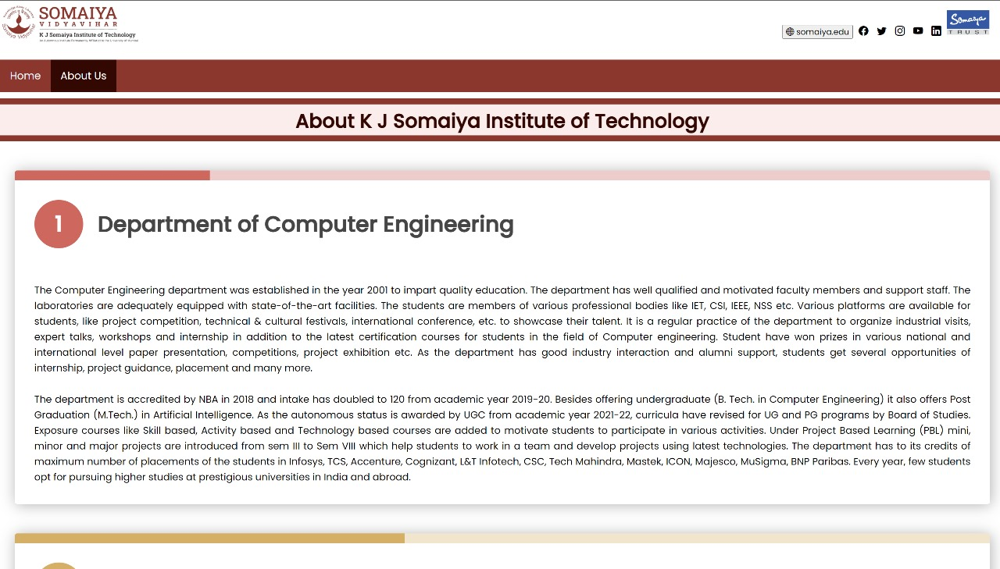 SOMAIYA
VIDYAVIHAR
K J Somaiya Institute of Technology
An Autonomous Institute Permanently Affiliated to the University of Mumbai
somaiya.edu
Somaiya
TRUST
Home
About Us
About K J Somaiya Institute of Technology
1
Department of Computer Engineering
The Computer Engineering department was established in the year 2001 to impart quality education. The department has well qualified and motivated faculty members and support staff. The
laboratories are adequately equipped with state-of-the-art facilities. The students are members of various professional bodies like IET, CSI, IEEE, NSS etc. Various platforms are available for
students, like project competition, technical & cultural festivals, international conference, etc. to showcase their talent. It is a regular practice of the department to organize industrial visits,
expert talks, workshops and internship in addition to the latest certification courses for students in the field of Computer engineering. Student have won prizes in various national and
international level paper presentation, competitions, project exhibition etc. As the department has good industry interaction and alumni support, students get several opportunities of
internship, project guidance, placement and many more.
The department is accredited by NBA in 2018 and intake has doubled to 120 from academic year 2019-20. Besides offering undergraduate (B. Tech. in Computer Engineering) it also offers Post
Graduation (M.Tech.) in Artificial Intelligence. As the autonomous status is awarded by UGC from academic year 2021-22, curricula have revised for UG and PG programs by Board of Studies.
Exposure courses like Skill based, Activity based and Technology based courses are added to motivate students to participate in various activities. Under Project Based Learning (PBL) mini,
minor and major projects are introduced from sem III to Sem VIII which help students to work in a team and develop projects using latest technologies. The department has to its credits of
maximum number of placements of the students in Infosys, TCS, Accenture, Cognizant, L&T Infotech, CSC, Tech Mahindra, Mastek, ICON, Majesco, MuSigma, BNP Paribas. Every year, few students
opt for pursuing higher studies at prestigious universities in India and abroad.